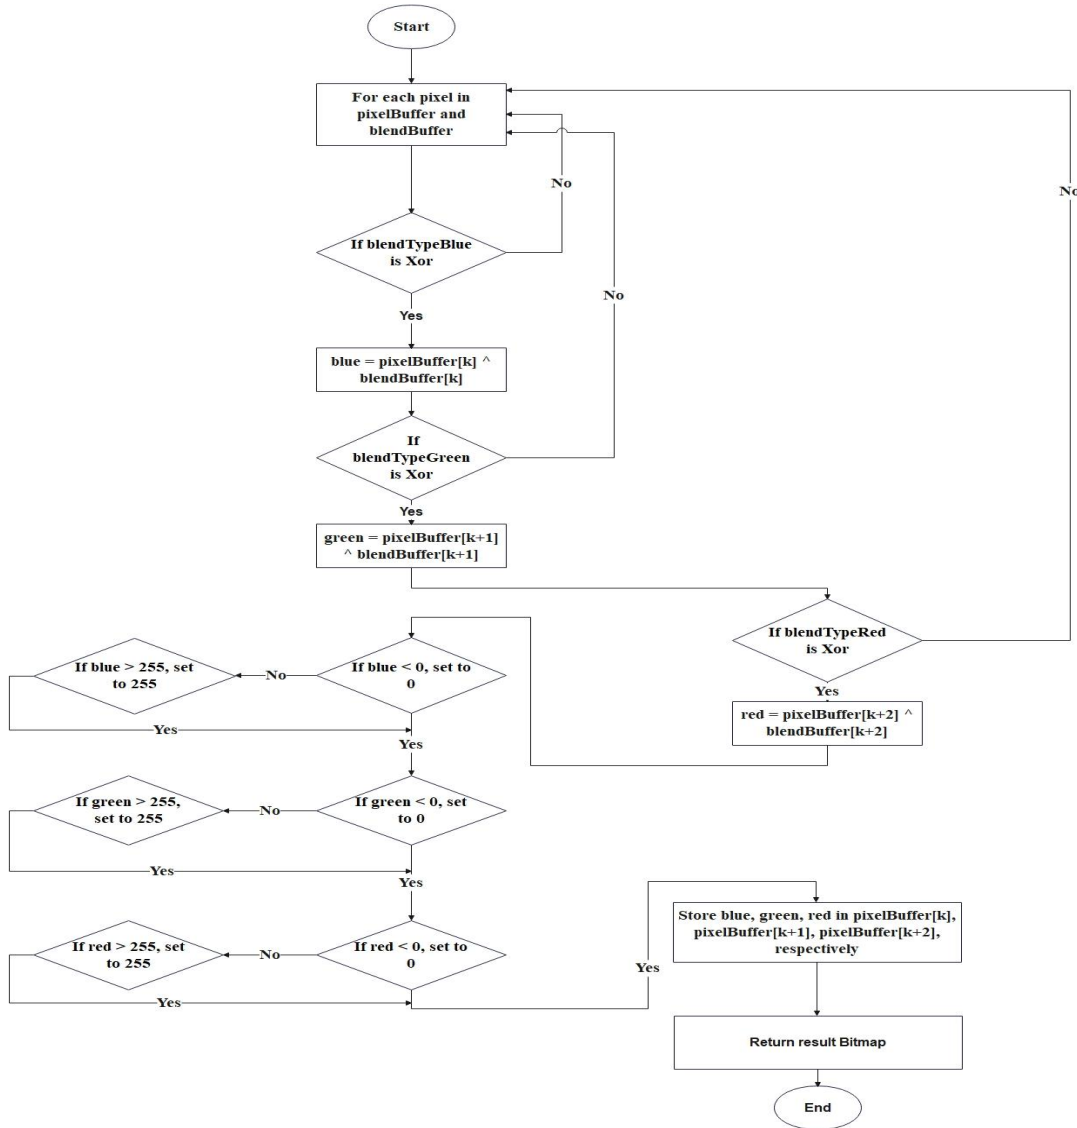 Start
For each pixel in
pixelBuffer and
blendBuffer
No
No
No
If blendTypeBlue
is Xor
Yes
blue = pixelBuffer[k] ^
blendBuffer[k]
If
blendTypeGreen
is Xor
Yes
green = pixelBuffer[k+1]
^ blendBuffer[k+1]
If blendTypeRed
is Xor
Yes
red = pixelBuffer[k+2] ^
blendBuffer[k+2]
If blue < 0, set to
0
No
If blue > 255, set
to 255
Yes
Yes
If green < 0, set
to 0
No
If green > 255,
set to 255
Yes
Yes
If red < 0, set to
0
No
If red > 255, set
to 255
Yes
Yes
Store blue, green, red in pixelBuffer[k],
pixelBuffer[k+1], pixelBuffer[k+2],
respectively
Return result Bitmap
End